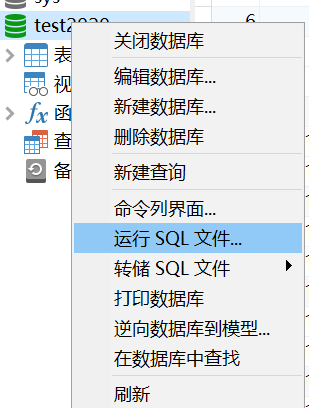 sys
6
test2020
关闭数据库
表
编辑数据库...
视
新建数据库...
函
删除数据库
查
新建查询
备
命令列界面...
运行 SQL 文件...
转储 SQL 文件
打印数据库
逆向数据库到模型...
在数据库中查找
刷新